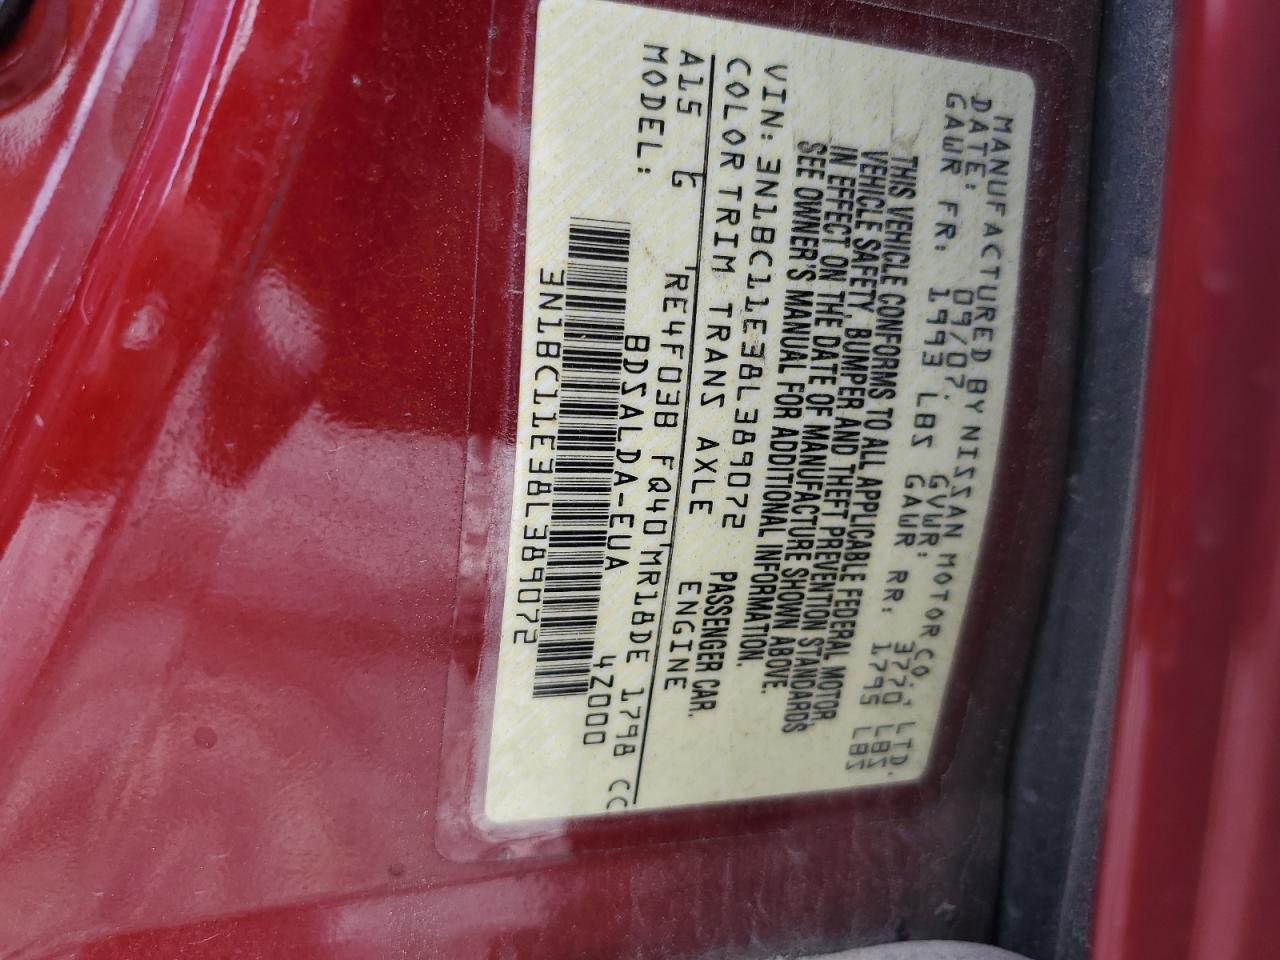 MANUFACTURED BY NISSAN MOTOR CO., LTD.
DATE: 09/07, GVWR: 3770 LBS.
GAWR FR: 1993 LBS GAWR RR: 1795 LBS
THIS VEHICLE CONFORMS TO ALL APPLICABLE FEDERAL MOTOR
VEHICLE SAFETY, BUMPER AND THEFT PREVENTION STANDARDS
IN EFFECT ON THE DATE OF MANUFACTURE SHOWN ABOVE.
SEE OWNER'S MANUAL FOR ADDITIONAL INFORMATION.
VIN: 3N1BC11E38L389072 PASSENGER CAR.
COLOR TRIM TRANS AXLE ENGINE
A15 G RE4F03B FQ40 MR18DE 1798 CC
MODEL: BDSALDA-EUA 4Z000
3N1BC11E38L389072